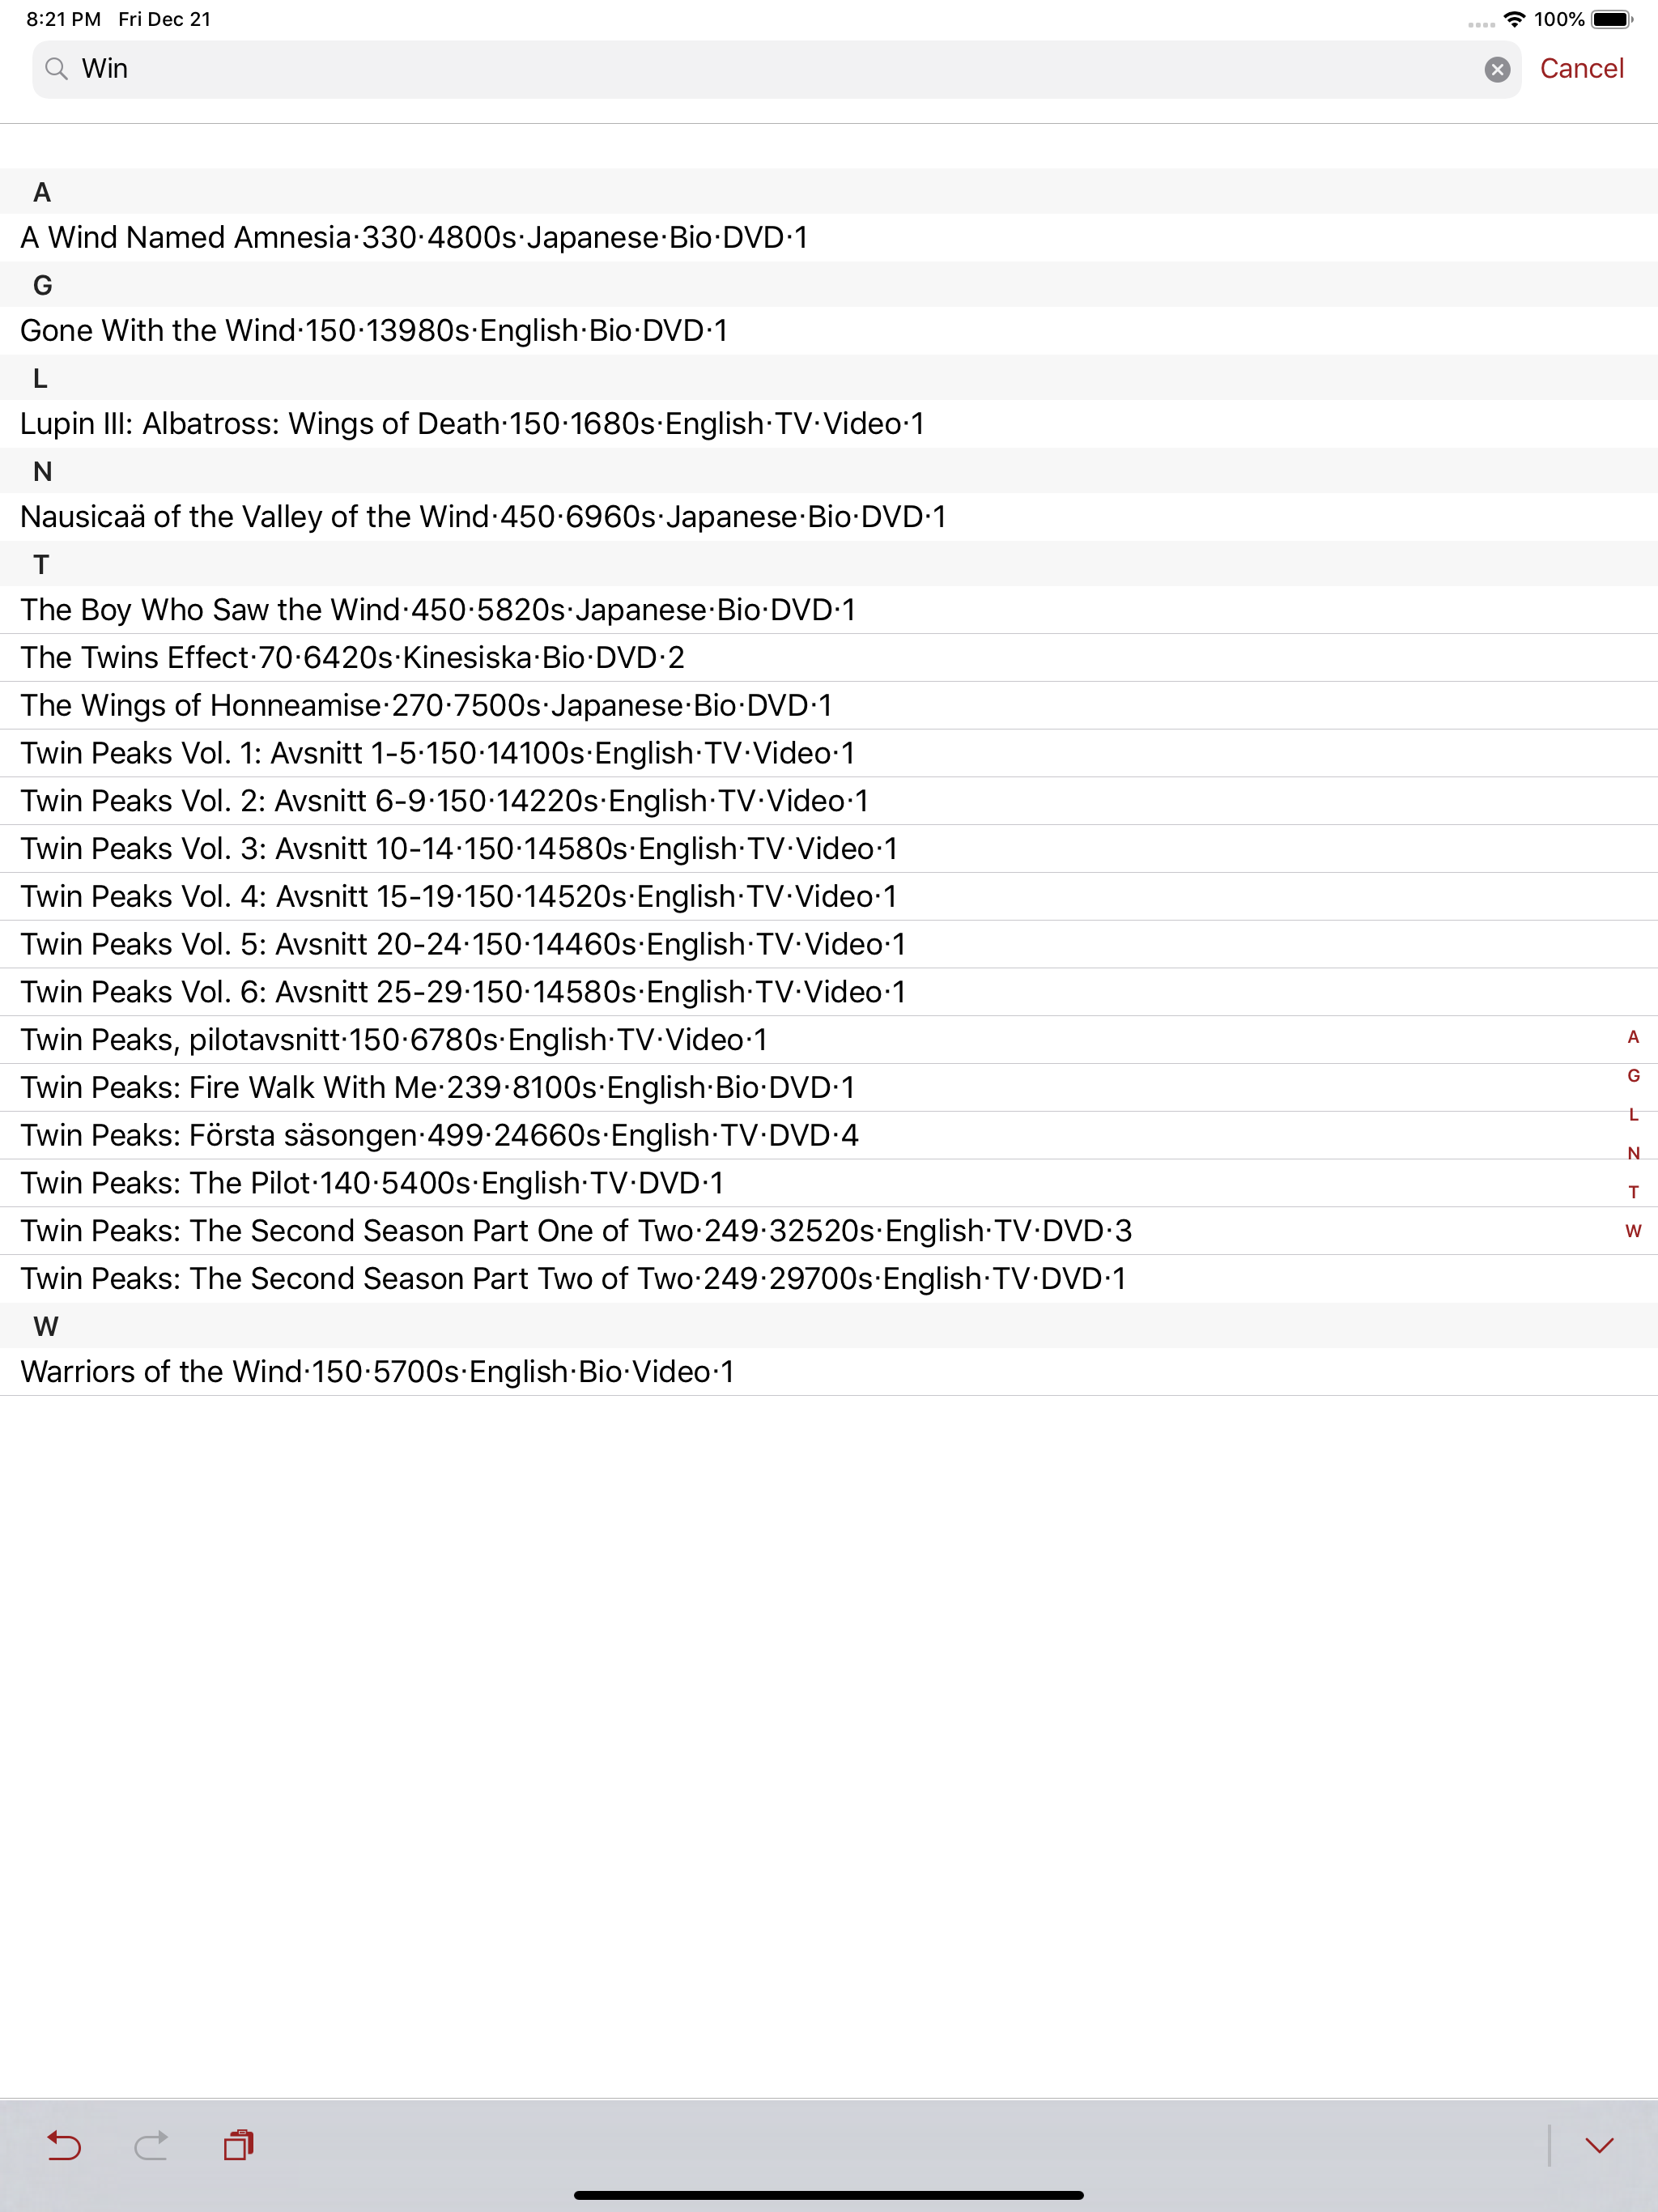 8:21 PM Fri Dec 21 100%
Win Cancel
A
A Wind Named Amnesia·330·4800s·Japanese·Bio·DVD·1
G
Gone With the Wind·150·13980s·English·Bio·DVD·1
L
Lupin III: Albatross: Wings of Death·150·1680s·English·TV·Video·1
N
Nausicaä of the Valley of the Wind·450·6960s·Japanese·Bio·DVD·1
T
The Boy Who Saw the Wind·450·5820s·Japanese·Bio·DVD·1
The Twins Effect·70·6420s·Kinesiska·Bio·DVD·2
The Wings of Honneamise·270·7500s·Japanese·Bio·DVD·1
Twin Peaks Vol. 1: Avsnitt 1-5·150·14100s·English·TV·Video·1
Twin Peaks Vol. 2: Avsnitt 6-9·150·14220s·English·TV·Video·1
Twin Peaks Vol. 3: Avsnitt 10-14·150·14580s·English·TV·Video·1
Twin Peaks Vol. 4: Avsnitt 15-19·150·14520s·English·TV·Video·1
Twin Peaks Vol. 5: Avsnitt 20-24·150·14460s·English·TV·Video·1
Twin Peaks Vol. 6: Avsnitt 25-29·150·14580s·English·TV·Video·1
Twin Peaks, pilotavsnitt·150·6780s·English·TV·Video·1
Twin Peaks: Fire Walk With Me·239·8100s·English·Bio·DVD·1
Twin Peaks: Första säsongen·499·24660s·English·TV·DVD·4
Twin Peaks: The Pilot·140·5400s·English·TV·DVD·1
Twin Peaks: The Second Season Part One of Two·249·32520s·English·TV·DVD·3
Twin Peaks: The Second Season Part Two of Two·249·29700s·English·TV·DVD·1
W
Warriors of the Wind·150·5700s·English·Bio·Video·1
A
G
L
N
T
W